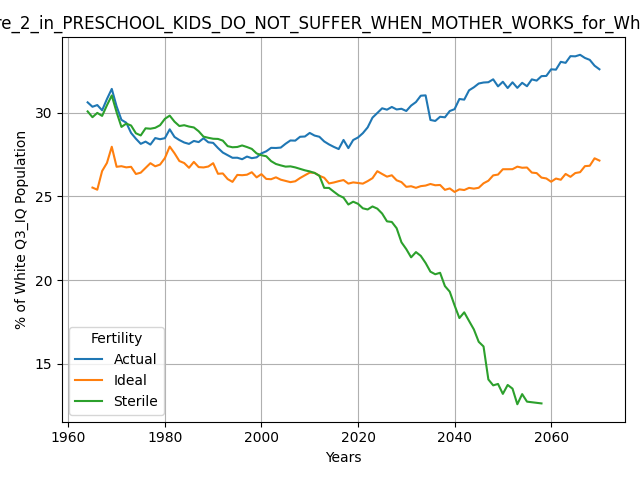 re_2_in_PRESCHOOL_KIDS_DO_NOT_SUFFER_WHEN_MOTHER_WORKS_for_Wh
% of White Q3_IQ Population
30
25
20
15
Fertility
Actual
Ideal
Sterile
1960 1980 2000 2020 2040 2060
Years